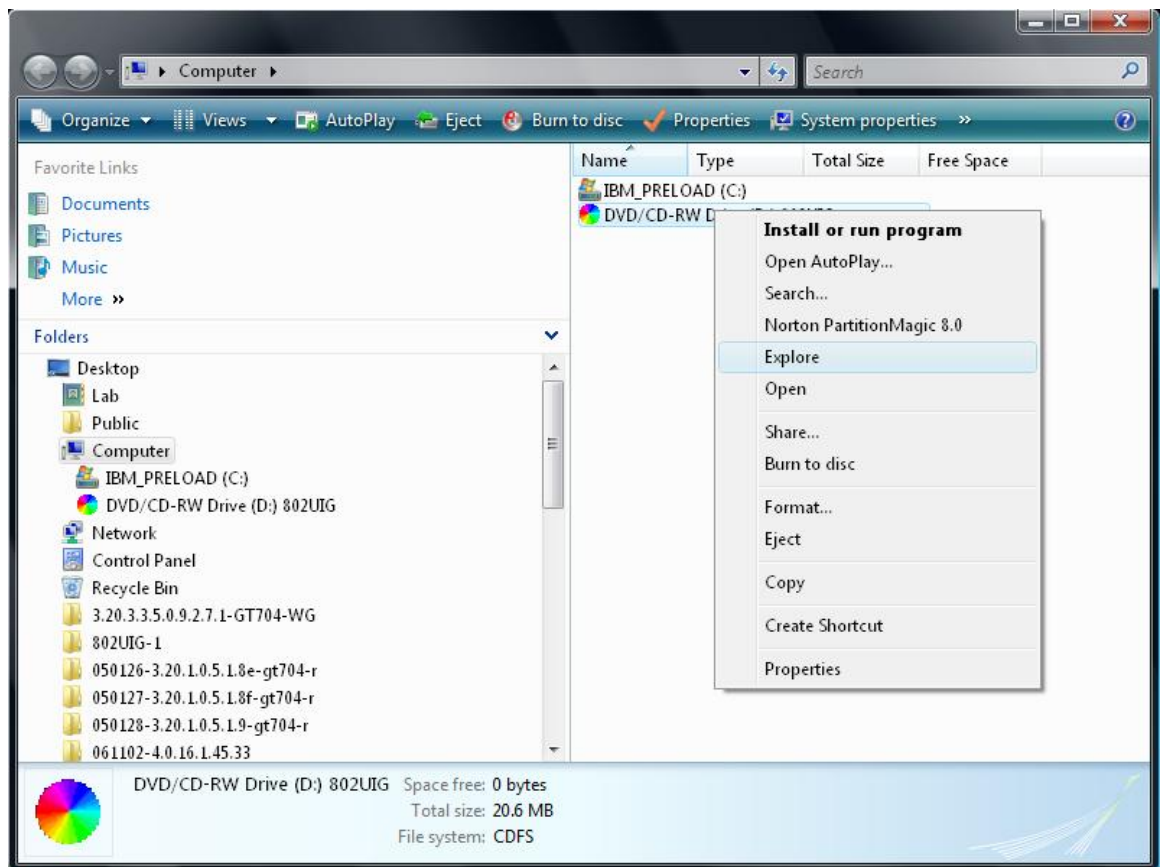 Computer
Search
Organize Views AutoPlay Eject Burn to disc Properties System properties »
Favorite Links
Documents
Pictures
Music
More »
Folders
Desktop
Lab
Public
Computer
IBM_PRELOAD (C:)
DVD/CD-RW Drive (D:) 802UIG
Network
Control Panel
Recycle Bin
3.20.3.3.5.0.9.2.7.1-GT704-WG
802UIG-1
050126-3.20.1.0.5.1.8e-gt704-r
050127-3.20.1.0.5.1.8f-gt704-r
050128-3.20.1.0.5.1.9-gt704-r
061102-4.0.16.1.45.33
Name Type Total Size Free Space
IBM_PRELOAD (C:)
DVD/CD-RW
Install or run program
Open AutoPlay...
Search...
Norton PartitionMagic 8.0
Explore
Open
Share...
Burn to disc
Format...
Eject
Copy
Create Shortcut
Properties
DVD/CD-RW Drive (D:) 802UIG Space free: 0 bytes
Total size: 20.6 MB
File system: CDFS